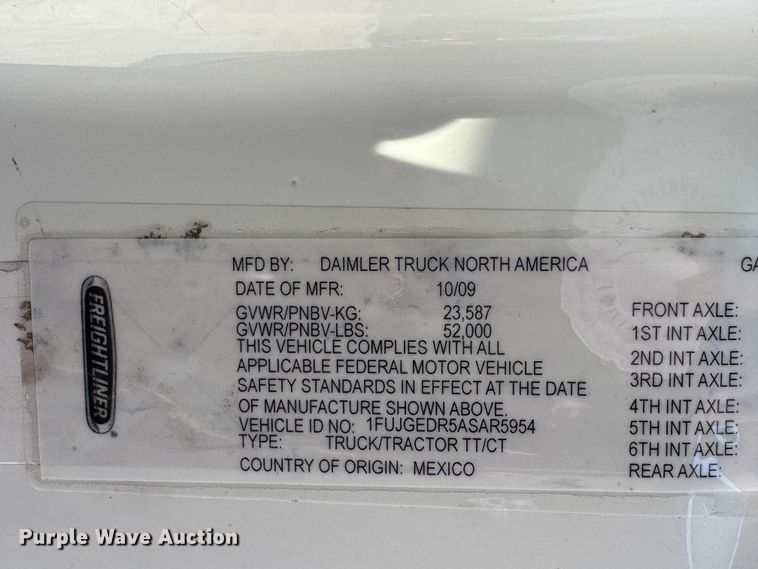 FREIGHTLINER
MFD BY: DAIMLER TRUCK NORTH AMERICA
DATE OF MFR: 10/09
GVWR/PNBV-KG: 23,587
GVWR/PNBV-LBS: 52,000
THIS VEHICLE COMPLIES WITH ALL
APPLICABLE FEDERAL MOTOR VEHICLE
SAFETY STANDARDS IN EFFECT AT THE DATE
OF MANUFACTURE SHOWN ABOVE.
VEHICLE ID NO: 1FUJGEDR5ASAR5954
TYPE: TRUCK/TRACTOR TT/CT
COUNTRY OF ORIGIN: MEXICO
GA
FRONT AXLE:
1ST INT AXLE:
2ND INT AXLE:
3RD INT AXLE:
4TH INT AXLE:
5TH INT AXLE:
6TH INT AXLE:
REAR AXLE:
Purple Wave Auction